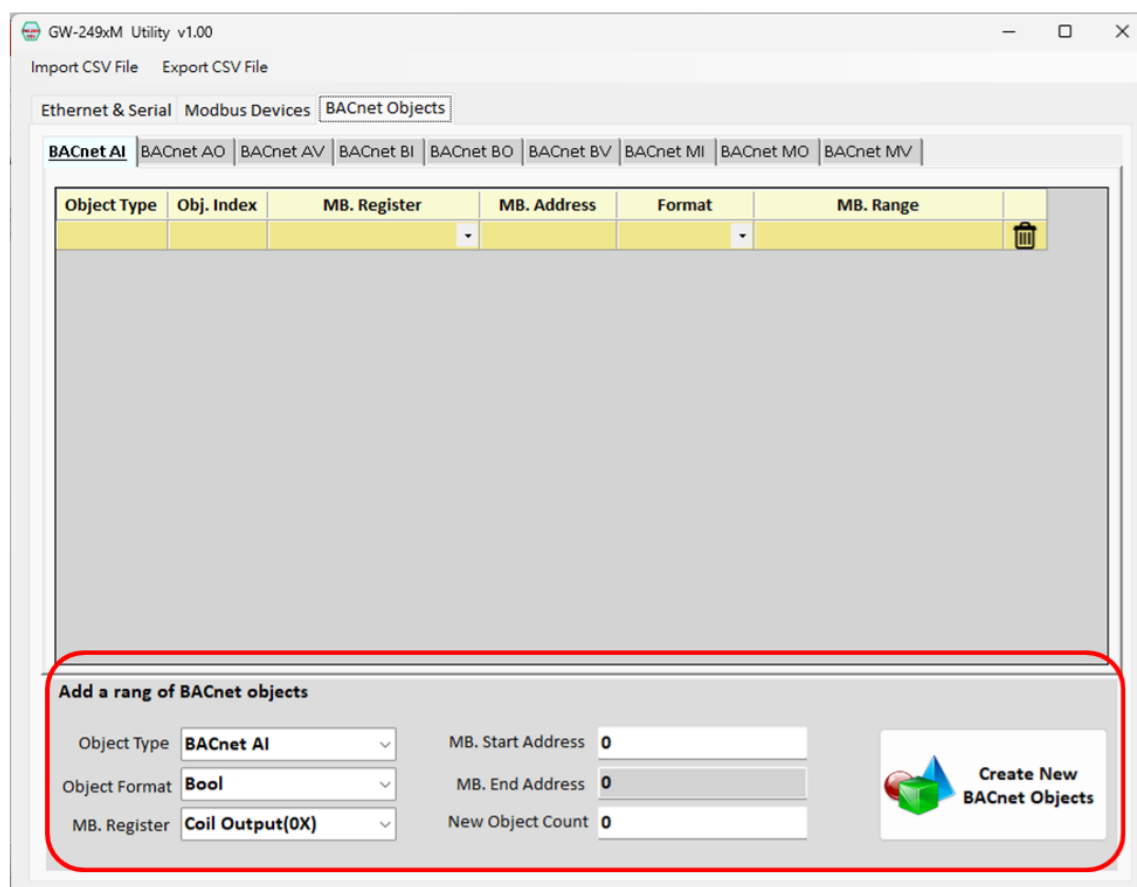 GW-249xM Utility v1.00
Import CSV File Export CSV File
Ethernet & Serial Modbus Devices BACnet Objects
BACnet AI BACnet AO BACnet AV BACnet BI BACnet BO BACnet BV BACnet MI BACnet MO BACnet MV
Object Type Obj. Index MB. Register MB. Address Format MB. Range
Add a rang of BACnet objects
Object Type BACnet AI MB. Start Address 0
Object Format Bool MB. End Address 0
MB. Register Coil Output(0X) New Object Count 0
Create New
BACnet Objects